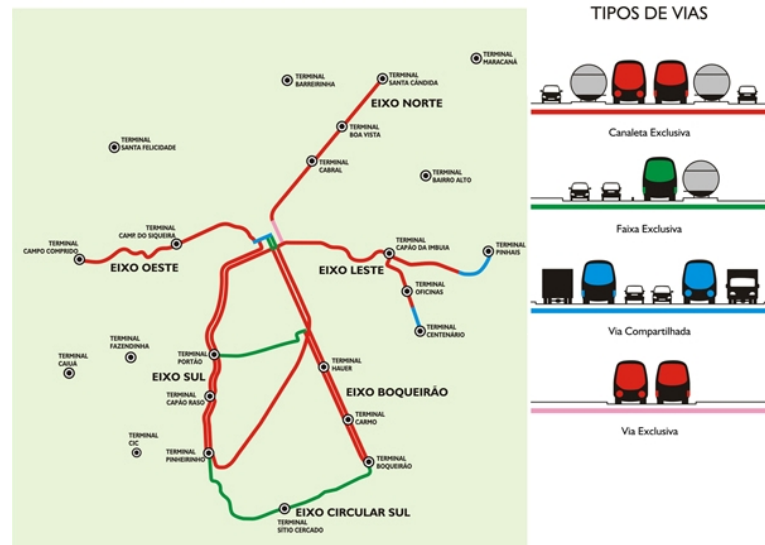 TIPOS DE VIAS
TERMINAL
MARACANÁ
TERMINAL
BARREIRINHA
TERMINAL
SANTA CÂNDIDA
EIXO NORTE
TERMINAL
BOA VISTA
TERMINAL
SANTA FELICIDADE
TERMINAL
CABRAL
TERMINAL
BAIRRO ALTO
Canaleta Exclusiva
Faixa Exclusiva
TERMINAL
CAMP. DO SIQUEIRA
TERMINAL
CAMPO COMPRIDO
EIXO OESTE
TERMINAL
CAPÃO DA IMBUIA
TERMINAL
PINHAIS
EIXO LESTE
TERMINAL
OFICINAS
TERMINAL
CENTENÁRIO
Via Compartilhada
TERMINAL
FAZENDINHA
TERMINAL
CAIUÁ
TERMINAL
PORTÃO
EIXO SUL
TERMINAL
HAUER
TERMINAL
CAPÃO RASO
EIXO BOQUEIRÃO
TERMINAL
CARMO
Via Exclusiva
TERMINAL
CIC
TERMINAL
PINHEIRINHO
TERMINAL
BOQUEIRÃO
EIXO CIRCULAR SUL
TERMINAL
SÍTIO CERCADO